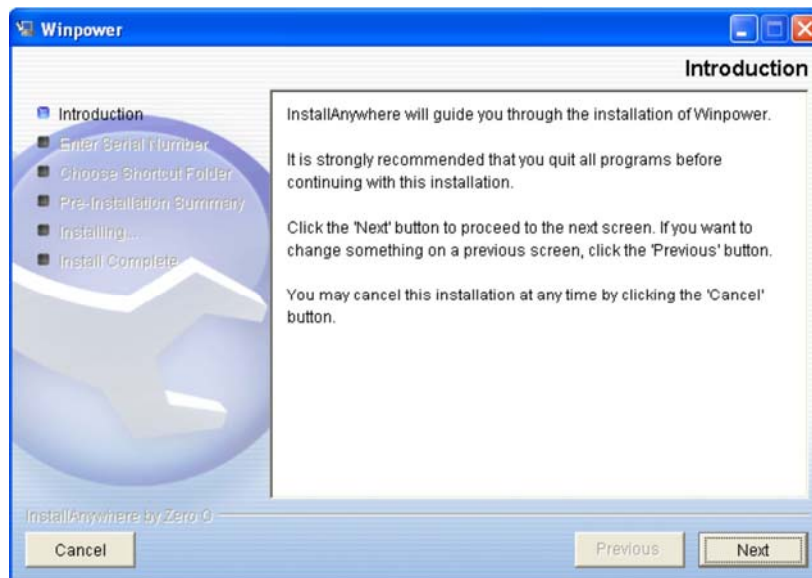 Winpower
Introduction
Introduction
Enter Serial Number
Choose Shortcut Folder
Pre-Installation Summary
Installing...
Install Complete
InstallAnywhere will guide you through the installation of Winpower.
It is strongly recommended that you quit all programs before
continuing with this installation.
Click the 'Next' button to proceed to the next screen. If you want to
change something on a previous screen, click the 'Previous' button.
You may cancel this installation at any time by clicking the 'Cancel'
button.
InstallAnywhere by Zero G
Cancel
Previous
Next